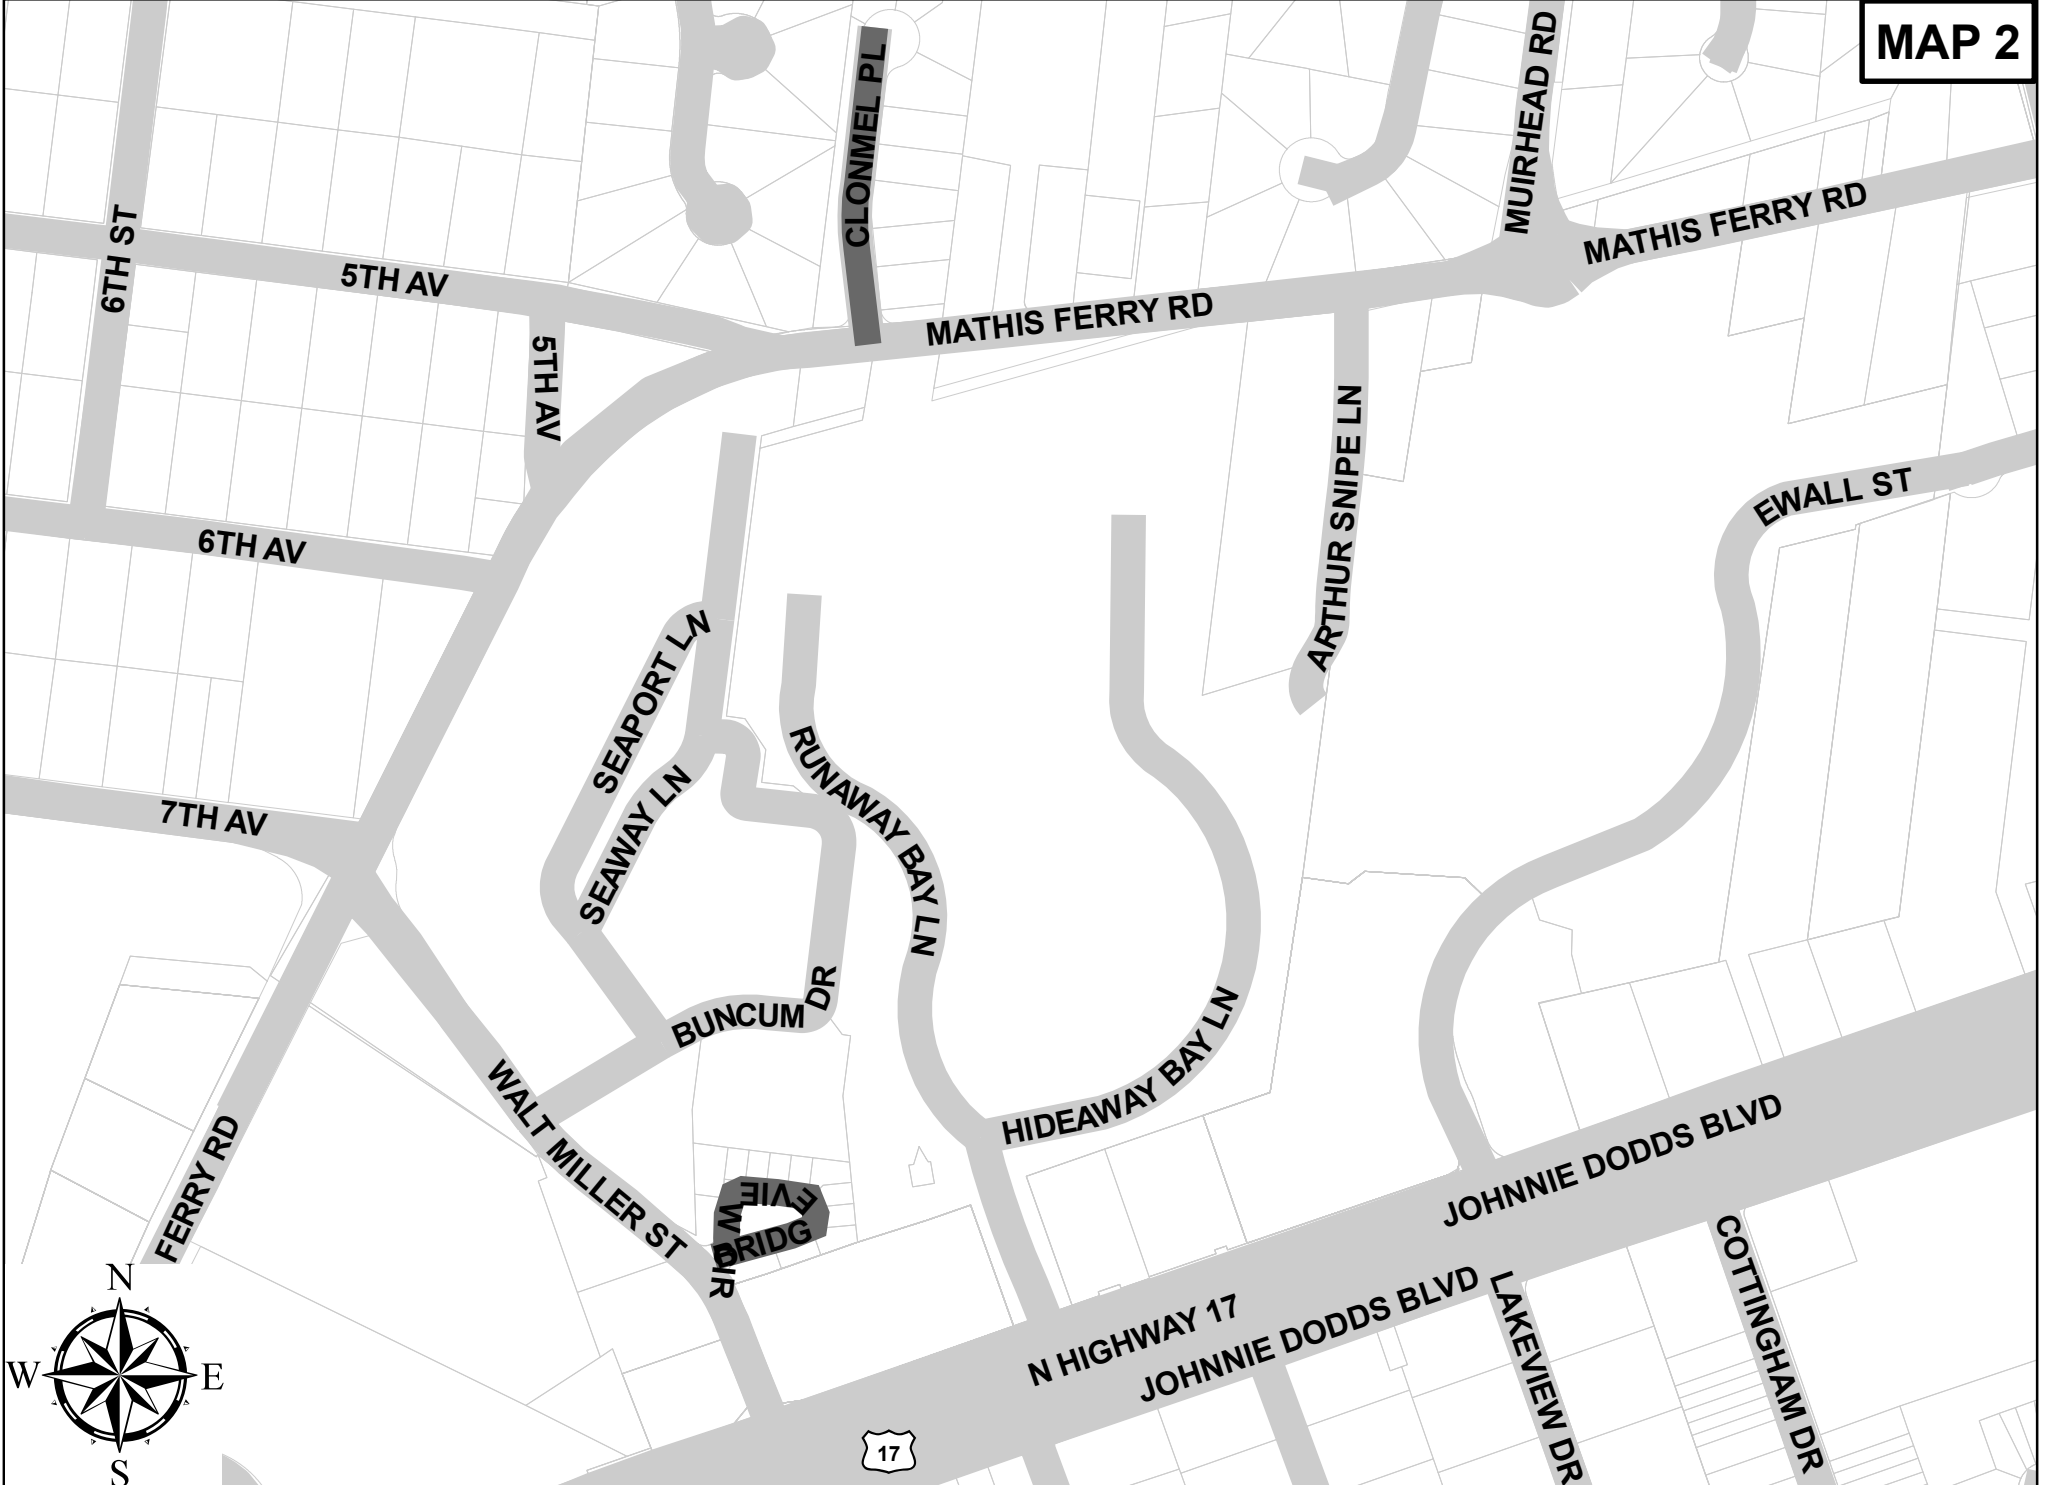 MAP 2
CLONMEL PL
MUIRHEAD RD
MATHIS FERRY RD
6TH ST
5TH AV
MATHIS FERRY RD
5TH AV
ARTHUR SNIPE LN
EWALL ST
6TH AV
SEAPORT LN
SEAWAY LN
RUNAWAY BAY LN
7TH AV
BUNCUM DR
HIDEAWAY BAY LN
WALT MILLER ST
FERRY RD
BRIDGEVIEW CIR
JOHNNIE DODDS BLVD
N HIGHWAY 17
JOHNNIE DODDS BLVD
LAKEVIEW DR
COTTINGHAM DR
17
N
W
E
S